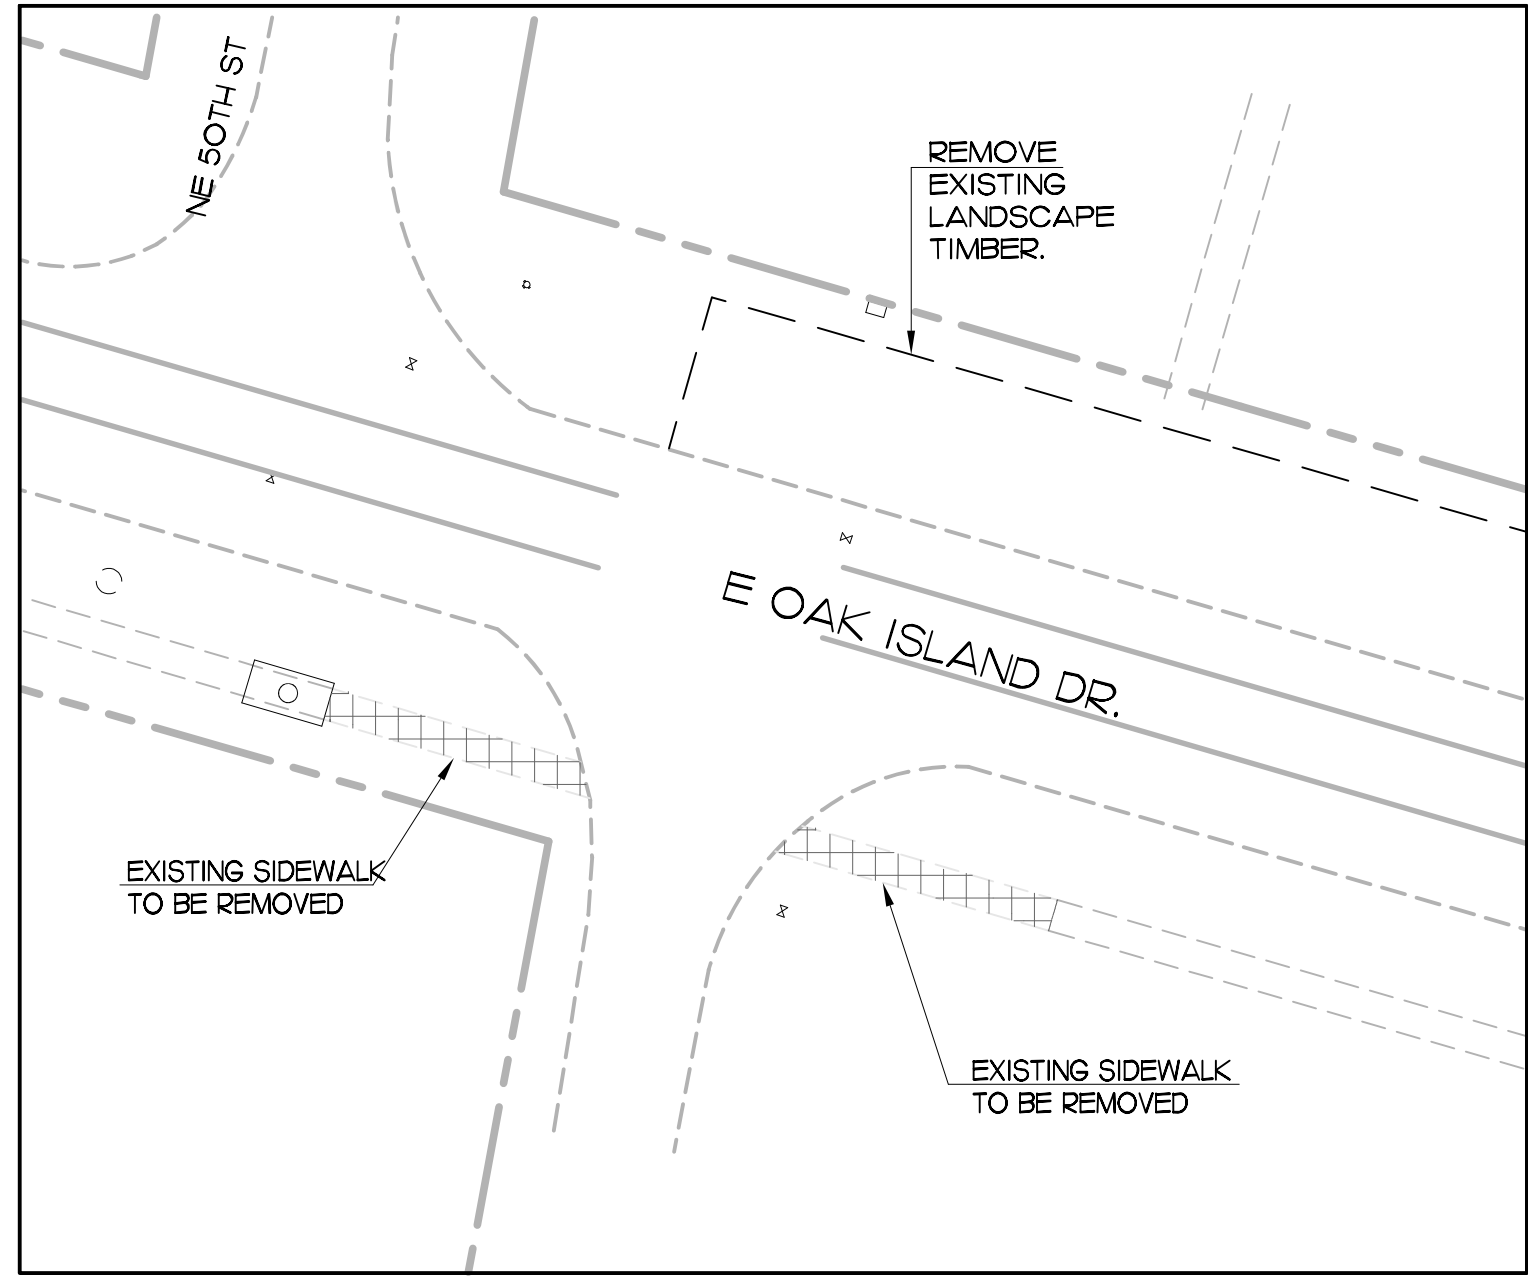 NE 50TH ST
REMOVE
EXISTING
LANDSCAPE
TIMBER.
E OAK ISLAND DR.
EXISTING SIDEWALK
TO BE REMOVED
EXISTING SIDEWALK
TO BE REMOVED